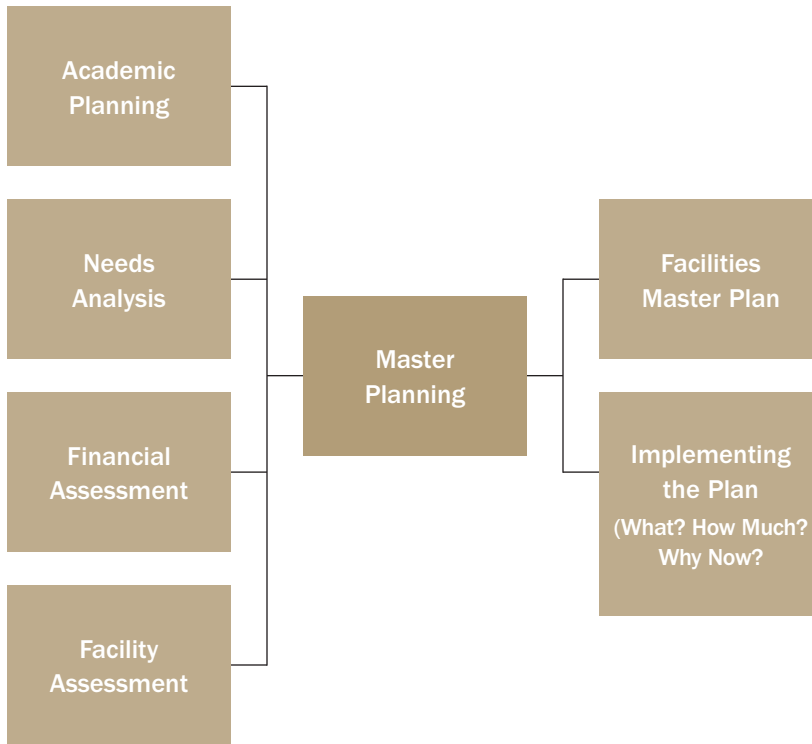 Academic
Planning
Needs
Analysis
Financial
Assessment
Facility
Assessment
Master
Planning
Facilities
Master Plan
Implementing
the Plan
(What? How Much?
Why Now?